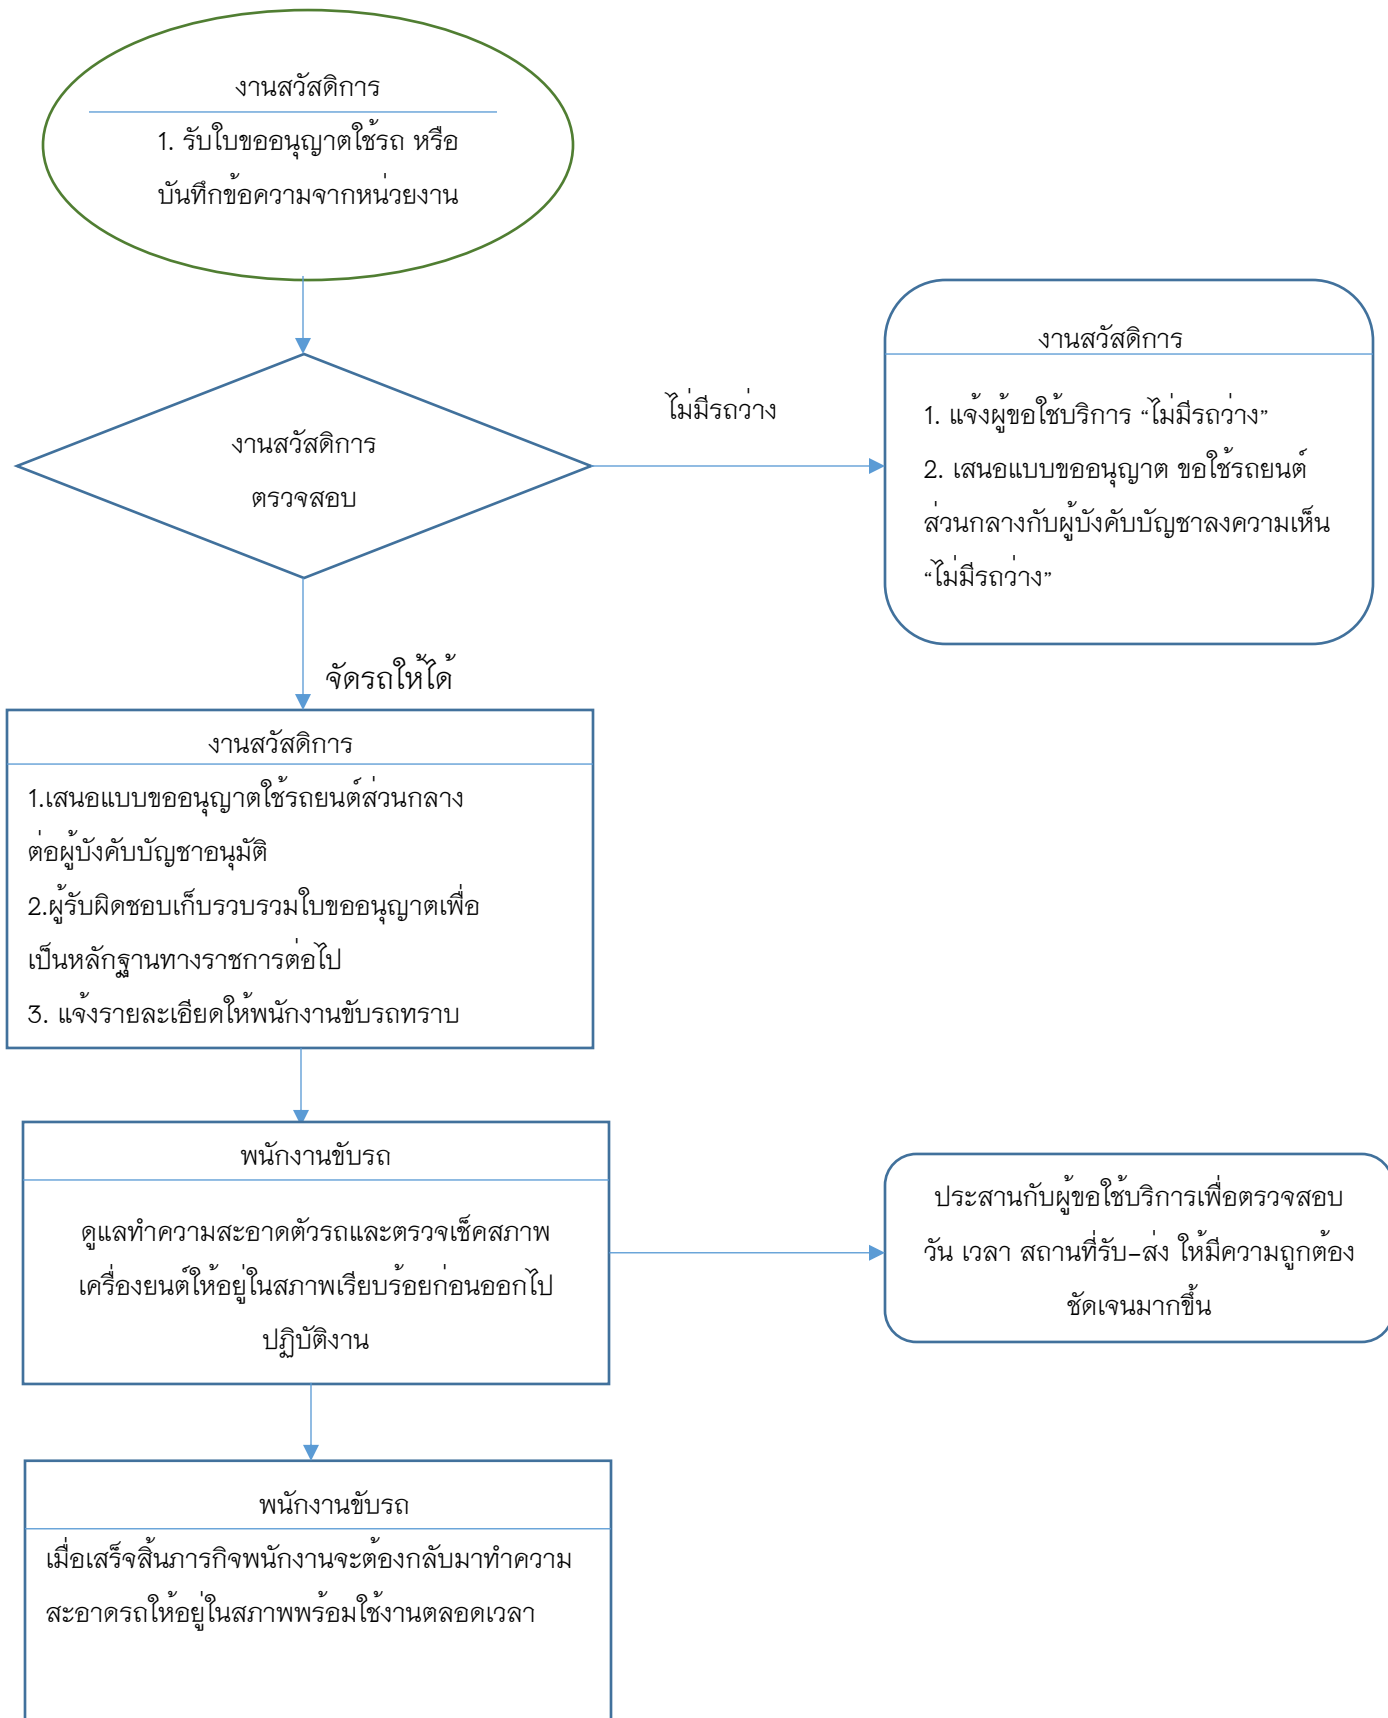 งานสวัสดิการ
1. รับใบขออนุญาตใช้รถ หรือ
บันทึกข้อความจากหน่วยงาน
งานสวัสดิการ
ตรวจสอบ
ไม่มีรถว่าง
งานสวัสดิการ
1. แจ้งผู้ขอใช้บริการ “ไม่มีรถว่าง”
2. เสนอแบบขออนุญาต ขอใช้รถยนต์
ส่วนกลางกับผู้บังคับบัญชาลงความเห็น
“ไม่มีรถว่าง”
จัดรถให้ได้
งานสวัสดิการ
1.เสนอแบบขออนุญาตใช้รถยนต์ส่วนกลาง
ต่อผู้บังคับบัญชาอนุมัติ
2.ผู้รับผิดชอบเก็บรวบรวมใบขออนุญาตเพื่อ
เป็นหลักฐานทางราชการต่อไป
3. แจ้งรายละเอียดให้พนักงานขับรถทราบ
พนักงานขับรถ
ดูแลทำความสะอาดตัวรถและตรวจเช็คสภาพ
เครื่องยนต์ให้อยู่ในสภาพเรียบร้อยก่อนออกไป
ปฏิบัติงาน
ประสานกับผู้ขอใช้บริการเพื่อตรวจสอบ
วัน เวลา สถานที่รับ-ส่ง ให้มีความถูกต้อง
ชัดเจนมากขึ้น
พนักงานขับรถ
เมื่อเสร็จสิ้นภารกิจพนักงานจะต้องกลับมาทำความ
สะอาดรถให้อยู่ในสภาพพร้อมใช้งานตลอดเวลา